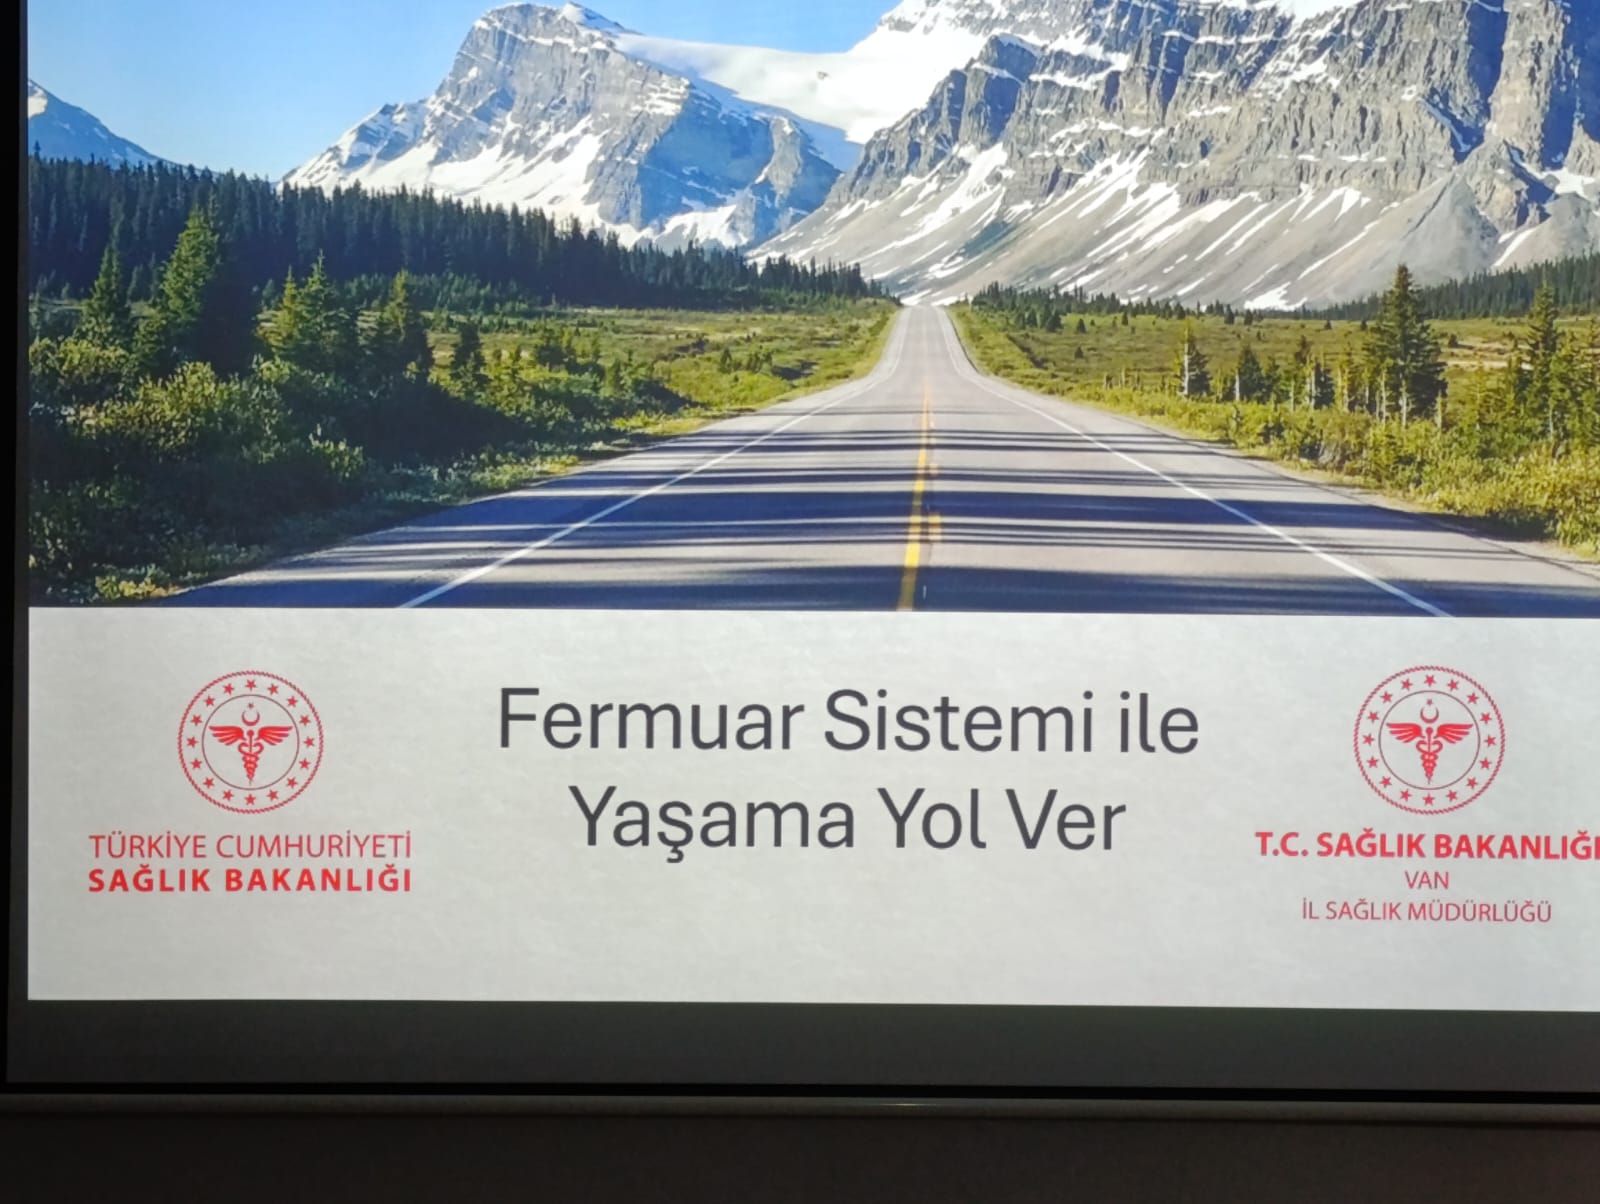 Fermuar Sistemi ile
Yaşama Yol Ver
TÜRKİYE CUMHURİYETİ
SAĞLIK BAKANLIĞI
T.C. SAĞLIK BAKANLIĞI
VAN
İL SAĞLIK MÜDÜRLÜĞÜ